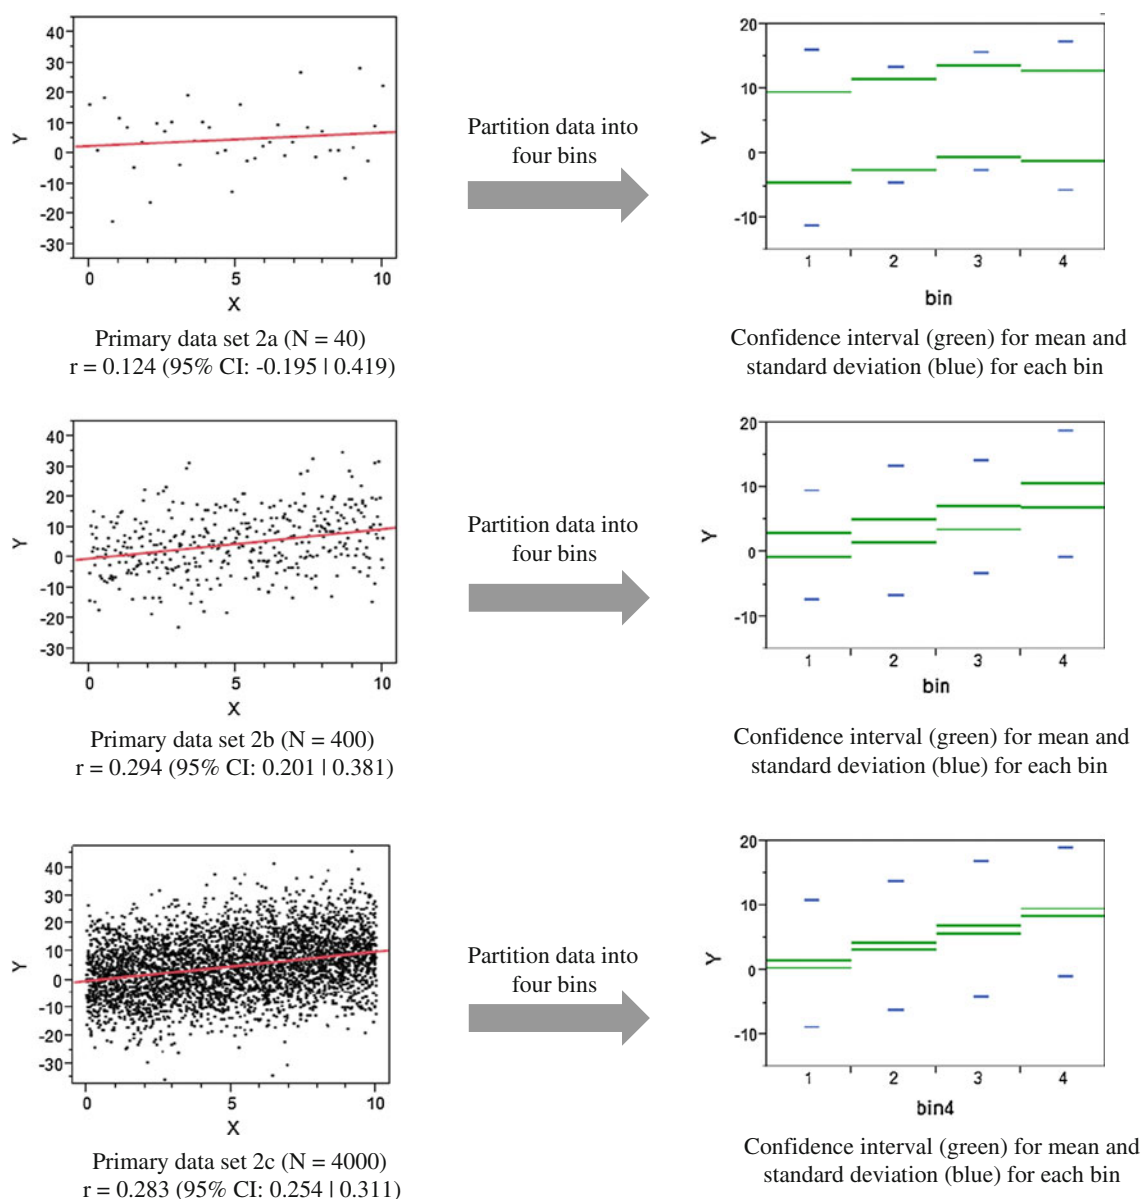 40
30
20
10
0
-10
-20
-30
Y
0 5 10
X
Primary data set 2a (N = 40)
r = 0.124 (95% CI: -0.195 | 0.419)
Partition data into
four bins
20
10
0
-10
Y
1 2 3 4
bin
Confidence interval (green) for mean and
standard deviation (blue) for each bin
40
30
20
10
0
-10
-20
-30
Y
0 5 10
X
Primary data set 2b (N = 400)
r = 0.294 (95% CI: 0.201 | 0.381)
Partition data into
four bins
20
10
0
-10
Y
1 2 3 4
bin
Confidence interval (green) for mean and
standard deviation (blue) for each bin
40
30
20
10
0
-10
-20
-30
Y
0 5 10
X
Primary data set 2c (N = 4000)
r = 0.283 (95% CI: 0.254 | 0.311)
Partition data into
four bins
20
10
0
-10
Y
1 2 3 4
bin4
Confidence interval (green) for mean and
standard deviation (blue) for each bin